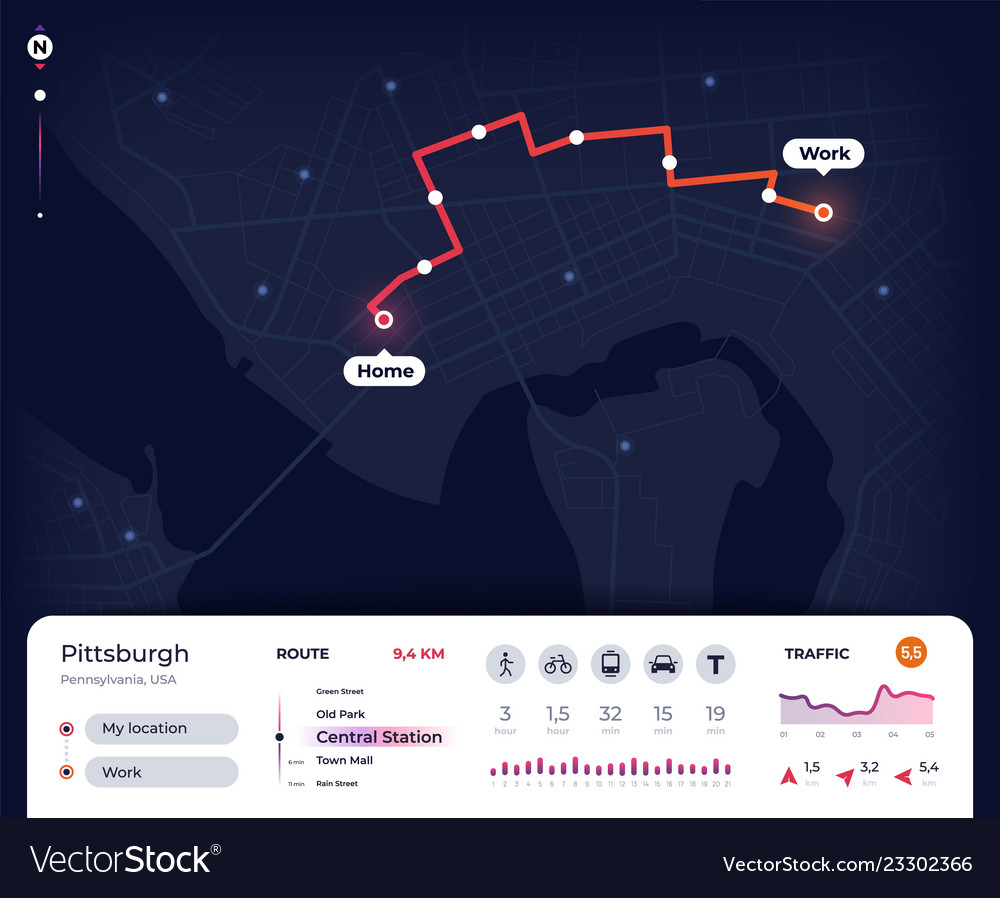 N
Work
Home
Pittsburgh
Pennsylvania, USA
My location
Work
ROUTE 9,4 KM
Green Street
Old Park
Central Station
6 min Town Mall
11 min Rain Street
3 1,5 32 15 19
hour hour min min min
1 2 3 4 5 6 7 8 9 10 11 12 13 14 15 16 17 18 19 20 21
T
TRAFFIC 5,5
01 02 03 04 05
1,5 3,2 5,4
km km km
VectorStock®
VectorStock.com/23302366